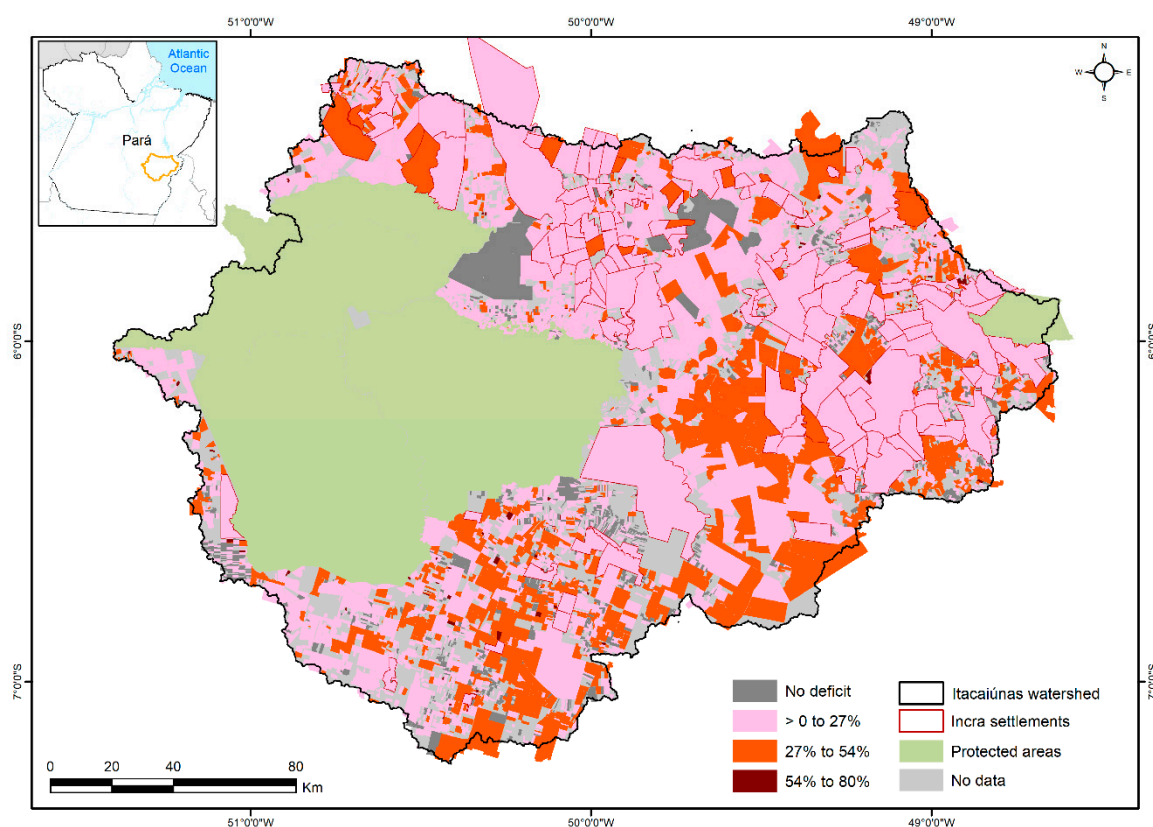 51°0'0"W
50°0'0"W
49°0'0"W
Atlantic
Ocean
Pará
N
W
E
S
6°0'0"S
6°0'0"S
7°0'0"S
7°0'0"S
No deficit
> 0 to 27%
27% to 54%
54% to 80%
Itacaiúnas watershed
Incra settlements
Protected areas
No data
0 20 40 60 80
Km
51°0'0"W
50°0'0"W
49°0'0"W